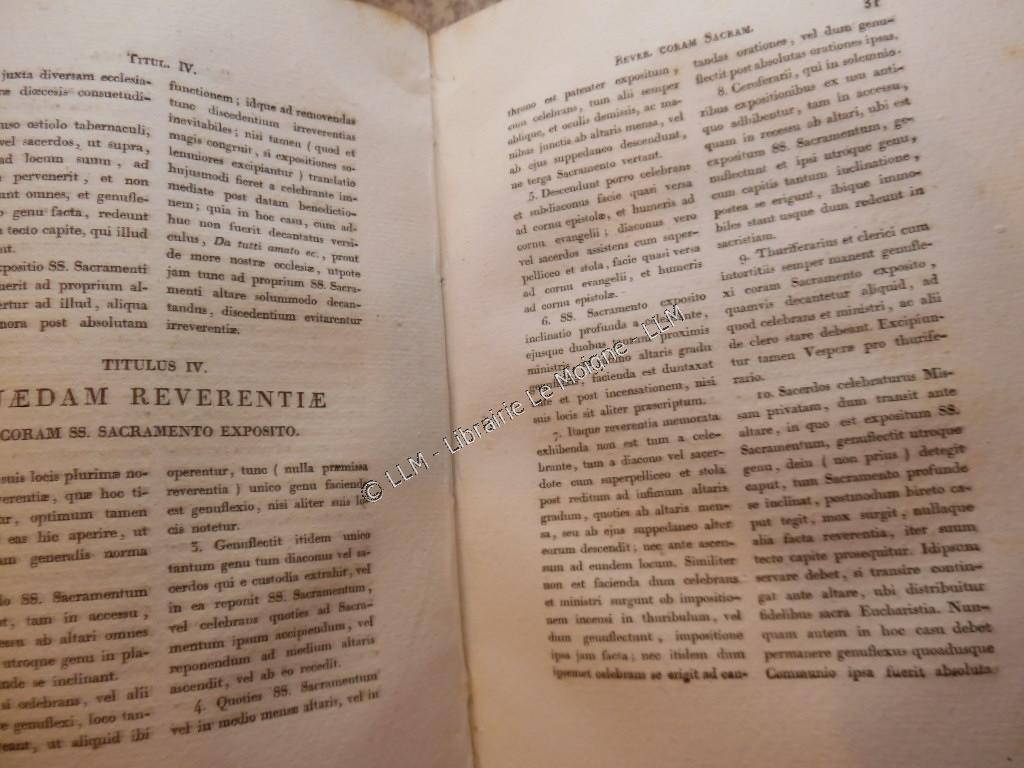 TITUL. IV.
juxta diversam ecclesia-
diœcesis consuetudi-
uso ostiolo tabernaculi,
vel sacerdos, ut supra,
ad locum suum, ad
pervenerit, et non
unt omnes, et genufle-
genu facta, redeunt
tecto capite, qui illud
positio SS. Sacramenti
uerit ad proprium al-
ertur ad illud, aliqua
mora post absolutam
functionem; idque ad removendas
tunc discedentium irreverentias
inevitabiles; nisi tamen (quod et
magis congruit, si expositiones so-
lemniores excipiantur) translatio
hujusmodi fieret a celebrante im-
mediate post datam benedictio-
nem; quia in hoc casu, cum ad-
huc non fuerit decantatus versi-
culus, Da tutti amato ec., prout
de more nostræ ecclesiæ, utpote
jam tunc ad proprium SS. Sacra-
menti altare solummodo decan-
tandus, discedentium evitarentur
irreverentiæ.
TITULUS IV.
UÆDAM REVERENTIÆ
CORAM SS. SACRAMENTO EXPOSITO.
suis locis plurimæ no-
verentiæ, quæ hoc ti-
ur, optimum tamen
eas hic aperire, ut
generalis norma
SS. Sacramentum
tam in accessu,
ab altari omnes
utroque genu in pla-
nde se inclinant.
si celebrans, vel alii
genuflexi, loco tan-
eant, ut aliquid ibi
operentur, tunc (nulla præmissa
reverentia) unico genu facienda
est genuflexio, nisi aliter suis lo-
cis notetur.
3. Genuflectit itidem unico
tantum genu tum diaconus vel sa-
cerdos qui e custodia extrahit, vel
in ea reponit SS. Sacramentum,
vel celebrans quoties ad Sacra-
mentum ipsum accipiendum, vel
reponendum ad medium altaris
ascendit, vel ab eo recedit.
4. Quoties SS. Sacramentum
vel in medio mensæ altaris, vel in
REVER. CORAM SACRAM.
51
throno est patenter expositum,
cum celebrans, tum alii semper
oblique, et oculis demissis, ac ma-
nibus junctis ab altaris mensa, vel
ab ejus suppedaneo descendunt,
ne terga Sacramento vertant.
5. Descendunt porro celebrans
et subdiaconus facie quasi versa
ad cornu epistolæ, et humeris ad
cornu evangelii; diaconus vero
vel sacerdos assistens cum super-
pelliceo et stola, facie quasi versa
ad cornu evangelii, et humeris
ad cornu epistolæ.
6. SS. Sacramento exposito
inclinatio profunda a celebrante,
ejusque duobus proximis
ministris altaris gradu
facienda est duntaxat
ante et post incensationem, nisi
suis locis sit aliter præscriptum.
7. Itaque reverentia memorata
exhibenda non est tum a cele-
brante, tum a diacono vel sacer-
dote cum superpelliceo et stola
post reditum ad infimum altaris
gradum, quoties ab altaris men-
sa, seu ab ejus suppedaneo alter
eorum descendit; nec ante ascen-
sum ad eundem locum. Similiter
non est facienda dum celebrans
et ministri surgunt ob impositio-
nem incensi in thuribulum, vel
dum genuflectunt, impositione
ipsa jam facta; nec itidem dum
ipsemet celebrans se erigit ad can-
tandas orationes, vel dum genu-
flectit post absolutas orationes ipsas.
8. Ceroferarii, qui in solemnio-
ribus expositionibus ex usu anti-
quo adhibentur, tam in accessu,
quam in recessu ab altari, ubi est
expositum SS. Sacramentum, ge-
nuflectunt et ipsi utroque genu,
cum capitis tantum inclinatione,
postea se erigunt, ibique immo-
biles stant usque dum redeunt in
sacristiam.
9. Thuriferarius et clerici cum
intortitiis semper manent genufle-
xi coram Sacramento exposito,
quamvis decantetur aliquid, ad
quod celebrans et ministri, ac alii
de clero stare debeant. Excipiun-
tur tamen Vesperæ pro thurife-
rario.
10. Sacerdos celebraturus Mis-
sam privatam, dum transit ante
altare, in quo est expositum SS.
Sacramentum, genuflectit utroque
genu, dein (non prius) detegit
caput, tum Sacramento profunde
se inclinat, postmodum bireto ca-
put tegit, mox surgit, nullaque
alia facta reverentia, iter suum
tecto capite prosequitur. Idipsum
servare debet, si transire contin-
gat ante altare, ubi distribuitur
fidelibus sacra Eucharistia. Nun-
quam autem in hoc casu debet
permanere genuflexus quoadusque
Communio ipsa fuerit absoluta
© LLM - Librairie Le Moigne - LLM